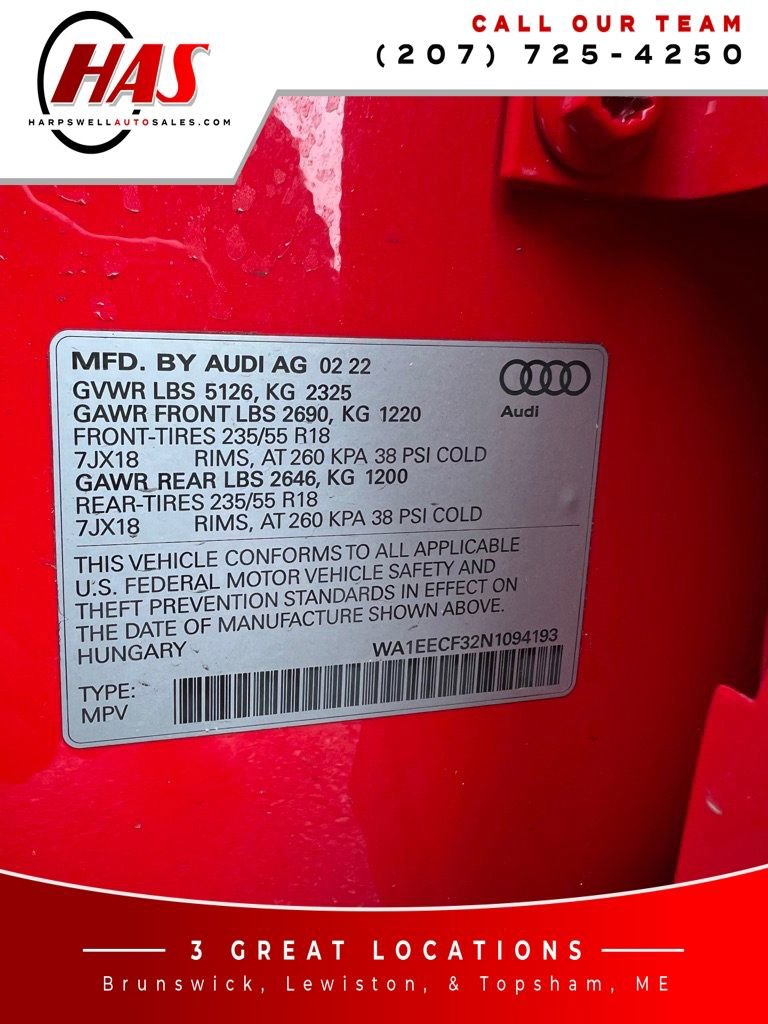 HAS
HARPSWELLAUTOSALES.COM
CALL OUR TEAM
(207) 725-4250
MFD. BY AUDI AG 02 22
GVWR LBS 5126, KG 2325
GAWR FRONT LBS 2690, KG 1220
FRONT-TIRES 235/55 R18
7JX18 RIMS, AT 260 KPA 38 PSI COLD
GAWR REAR LBS 2646, KG 1200
REAR-TIRES 235/55 R18
7JX18 RIMS, AT 260 KPA 38 PSI COLD
Audi
THIS VEHICLE CONFORMS TO ALL APPLICABLE
U.S. FEDERAL MOTOR VEHICLE SAFETY AND
THEFT PREVENTION STANDARDS IN EFFECT ON
THE DATE OF MANUFACTURE SHOWN ABOVE.
HUNGARY WA1EECF32N1094193
TYPE:
MPV
3 GREAT LOCATIONS
Brunswick, Lewiston, & Topsham, ME